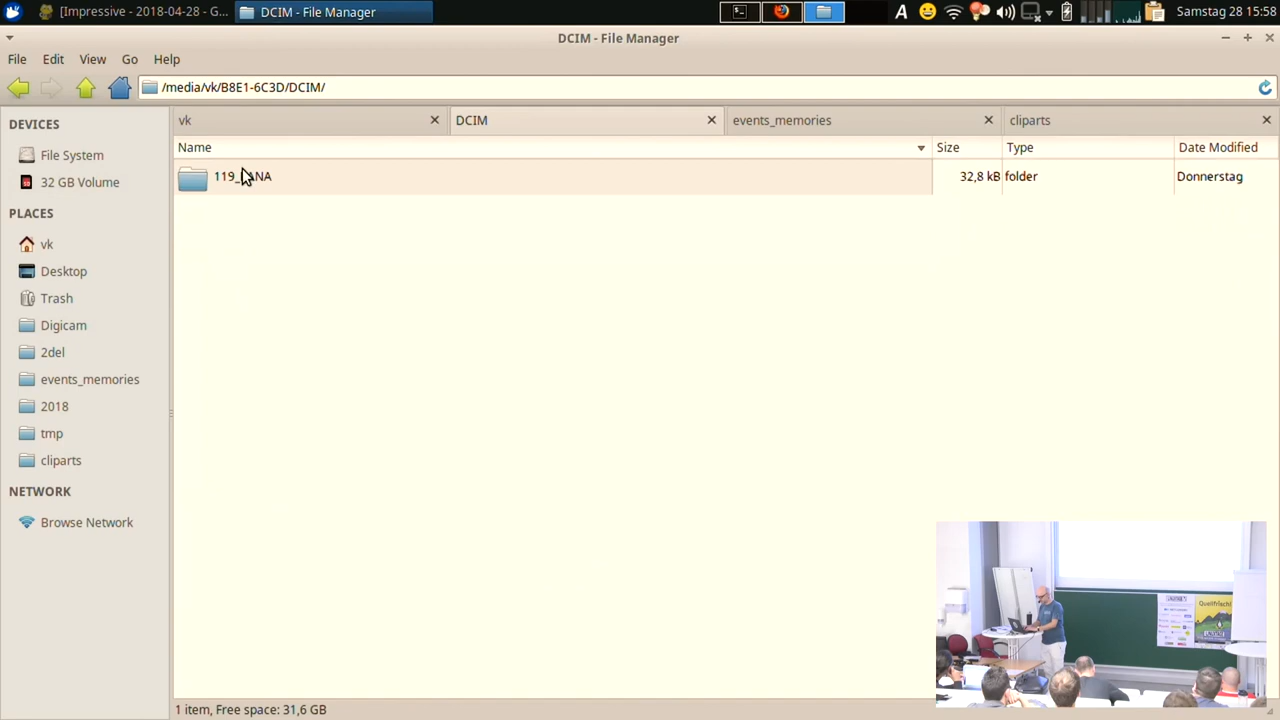 [Impressive - 2018-04-28 - G...
DCIM - File Manager
A
Samstag 28 15:58
DCIM - File Manager
File Edit View Go Help
/media/vk/B8E1-6C3D/DCIM/
DEVICES
File System
32 GB Volume
PLACES
vk
Desktop
Trash
Digicam
2del
events_memories
2018
tmp
cliparts
NETWORK
Browse Network
vk
DCIM
events_memories
cliparts
Name Size Type Date Modified
32,8 kB folder Donnerstag
Quellfrisch!
1 item, Free space: 31,6 GB